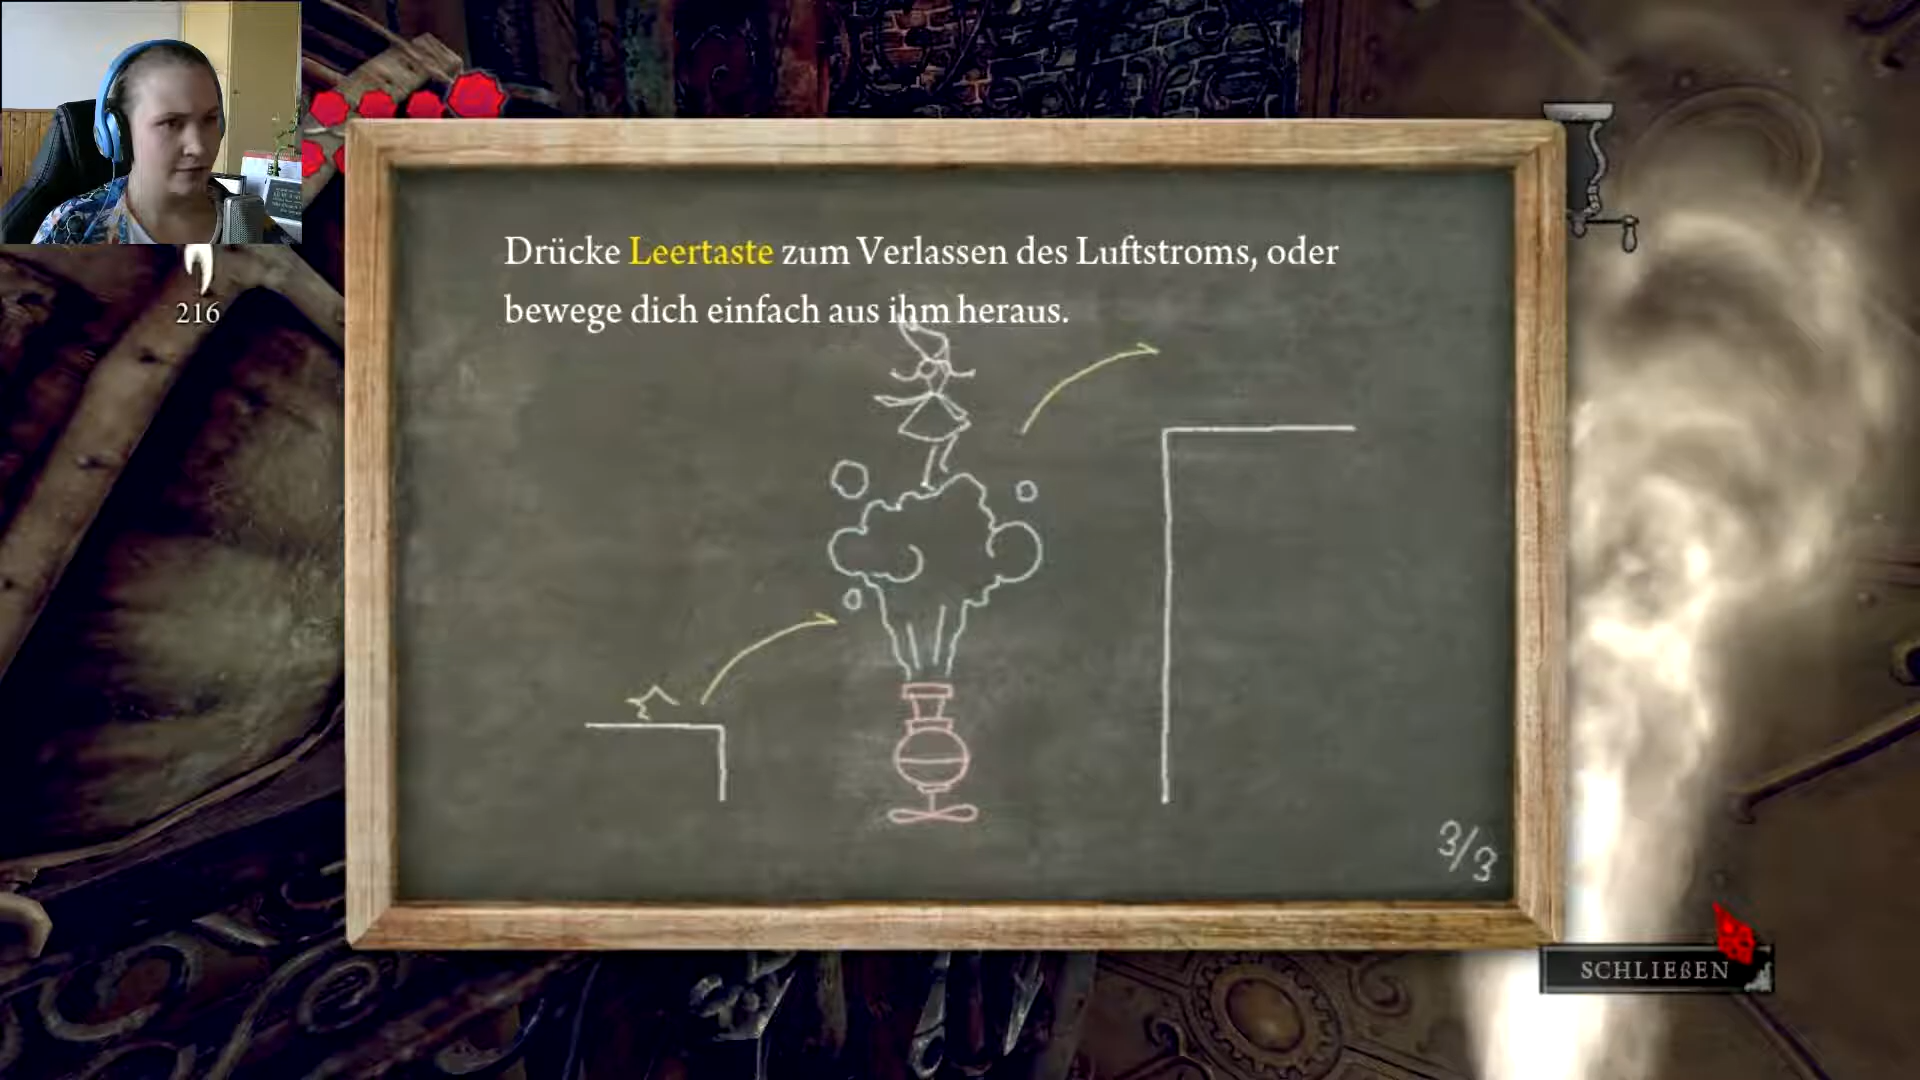 Drücke Leertaste zum Verlassen des Luftstroms, oder
bewege dich einfach aus ihm heraus.
216
3/3
SCHLIEßEN